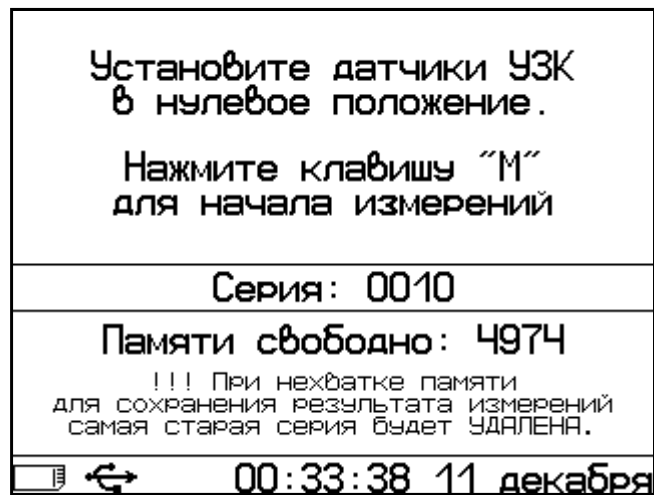 Установите датчики УЗК
в нулевое положение.
Нажмите клавишу "М"
для начала измерений
Серия: 0010
Памяти свободно: 4974
!!! При нехватке памяти
для сохранения результата измерений
самая старая серия будет УДАЛЕНА.
00:33:38 11 декабря